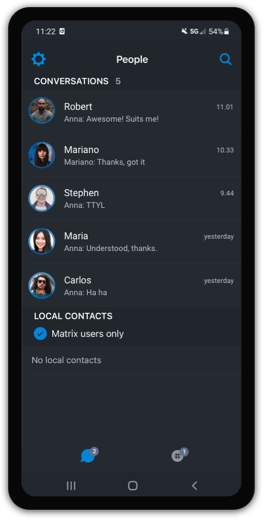 11:22 5G 54%
People
CONVERSATIONS 5
Robert 11.01
Anna: Awesome! Suits me!
Mariano 10.33
Mariano: Thanks, got it
Stephen 9.44
Anna: TTYL
Maria yesterday
Anna: Understood, thanks.
Carlos yesterday
Anna: Ha ha
LOCAL CONTACTS
Matrix users only
No local contacts
2 1